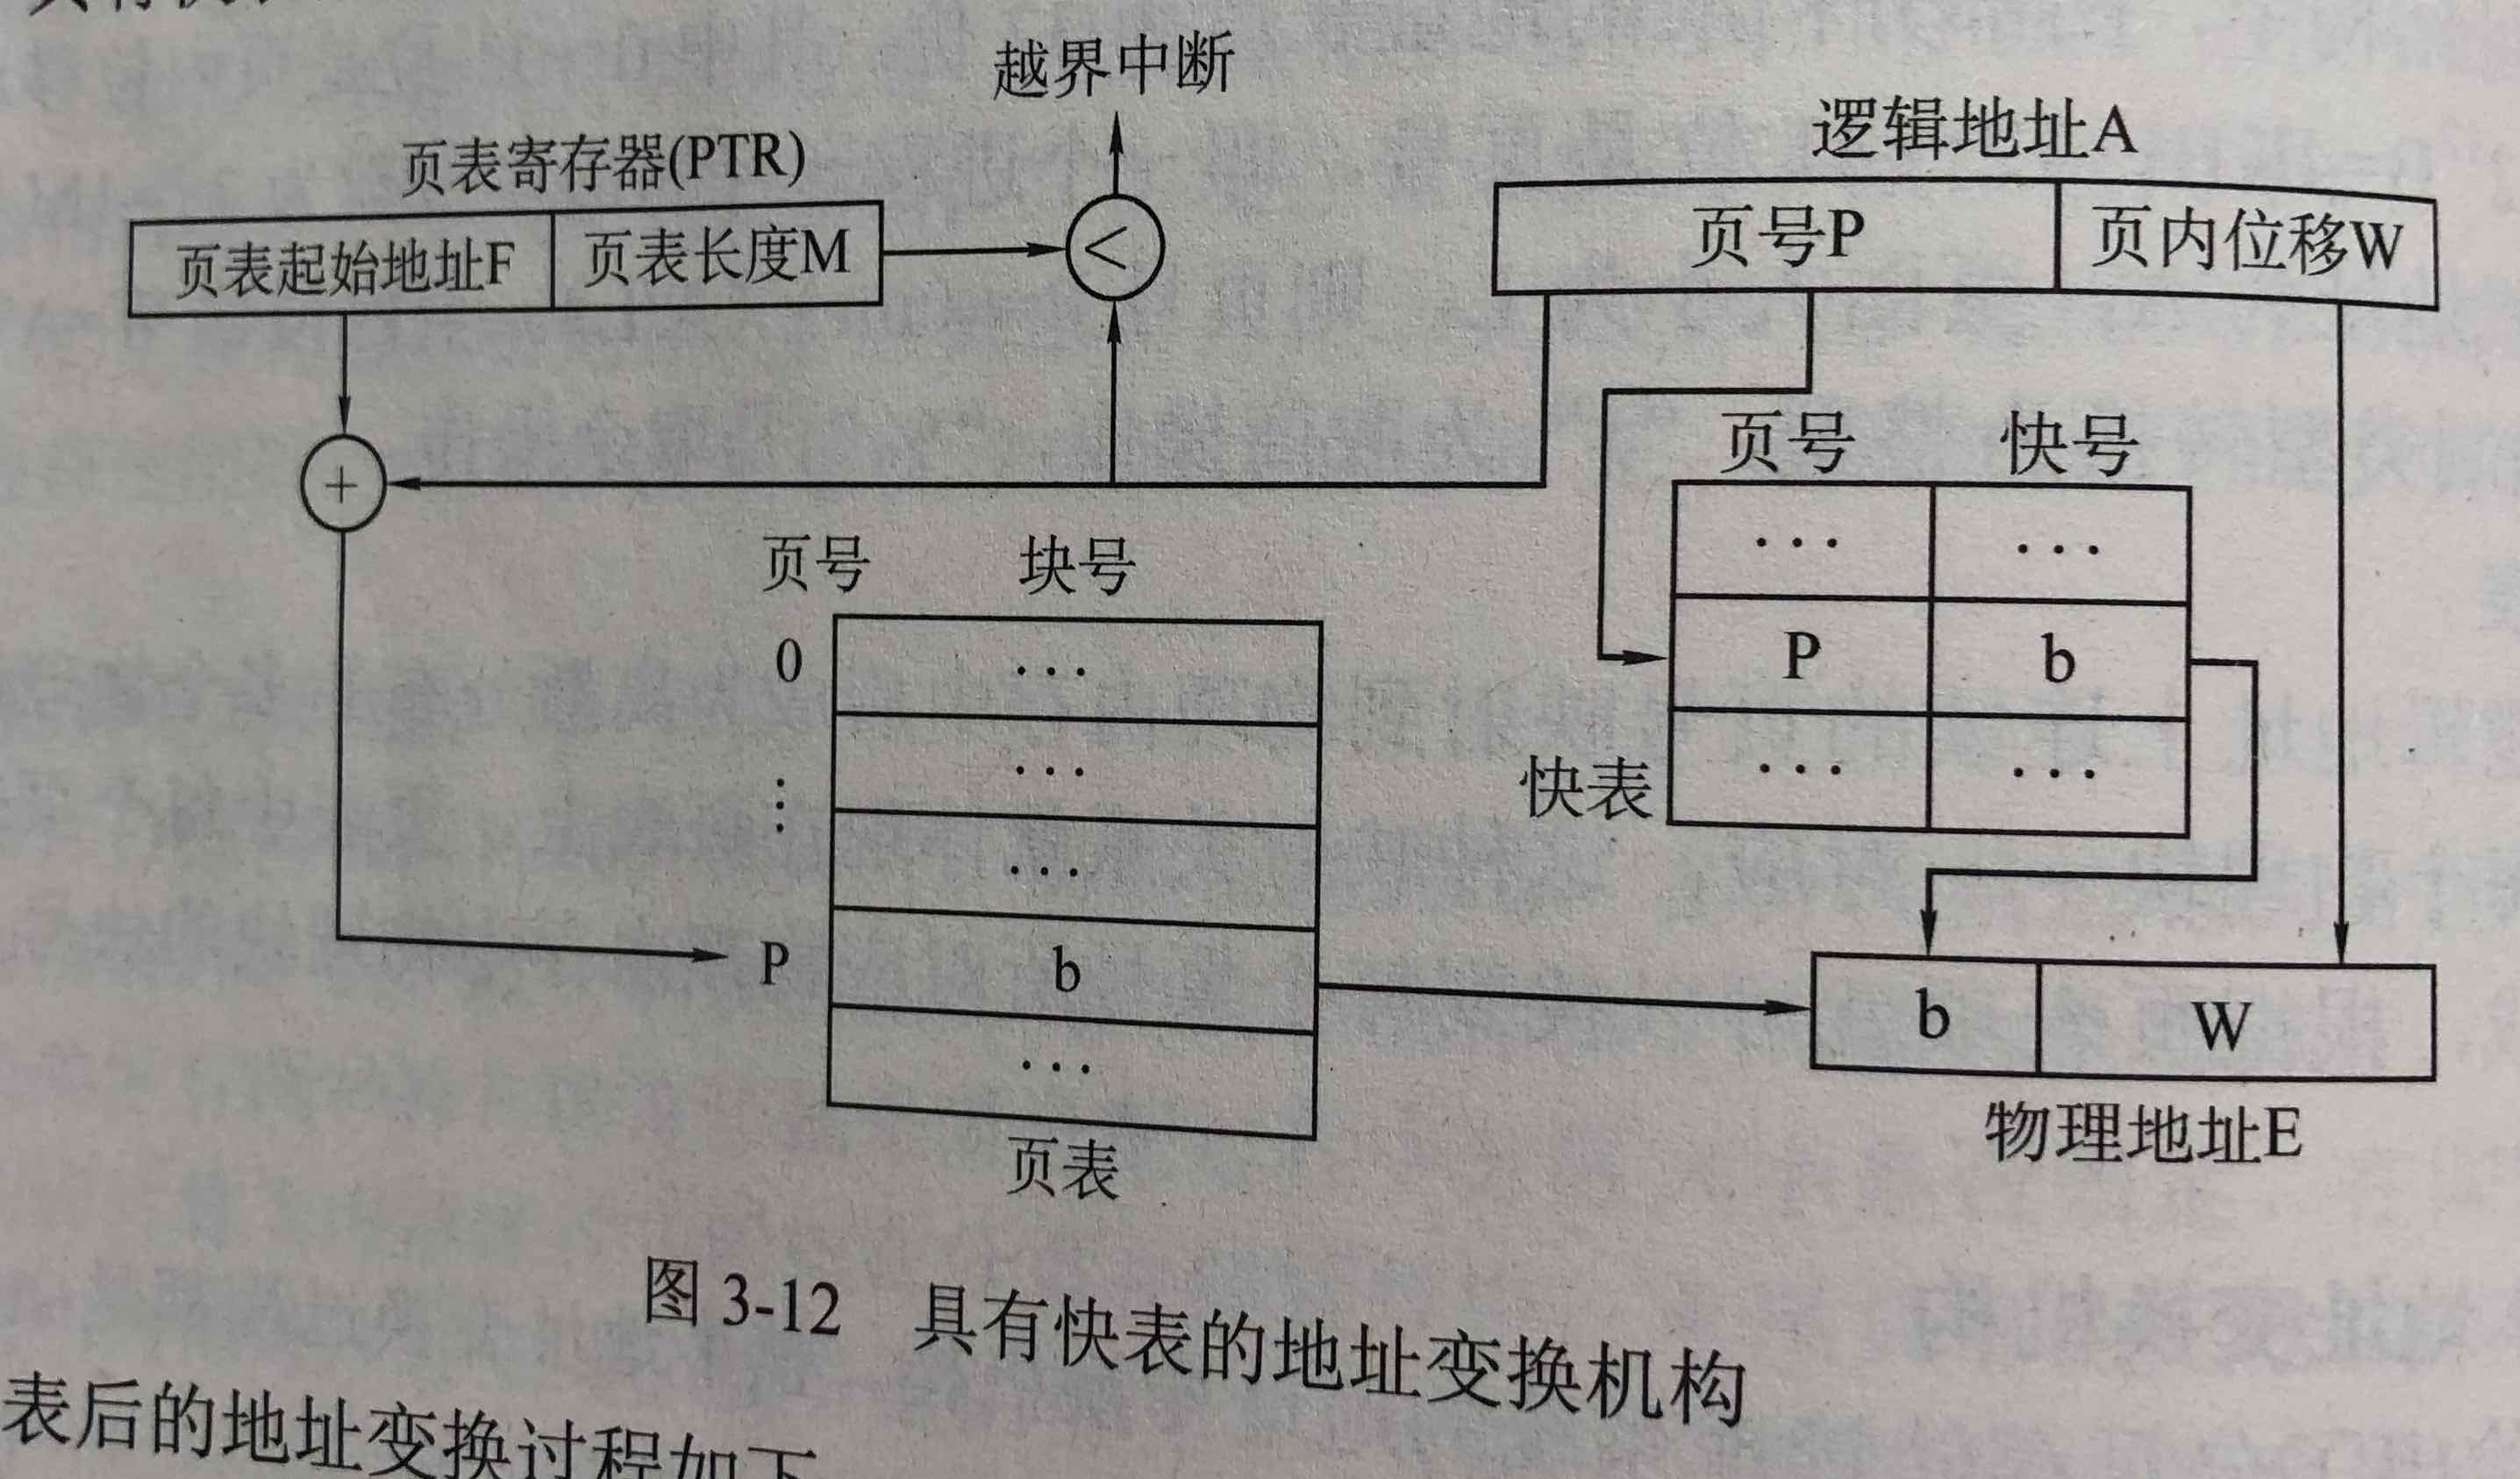 越界中断
逻辑地址A
页表寄存器(PTR)
页表起始地址F 页表长度M
<
页号P 页内位移W
+
页号 快号
... ...
P b
... ...
快表
页号 块号
0 ...
⋮ ...
...
P b
...
页表
b W
物理地址E
图 3-12 具有快表的地址变换机构
表后的地址变换过程如下